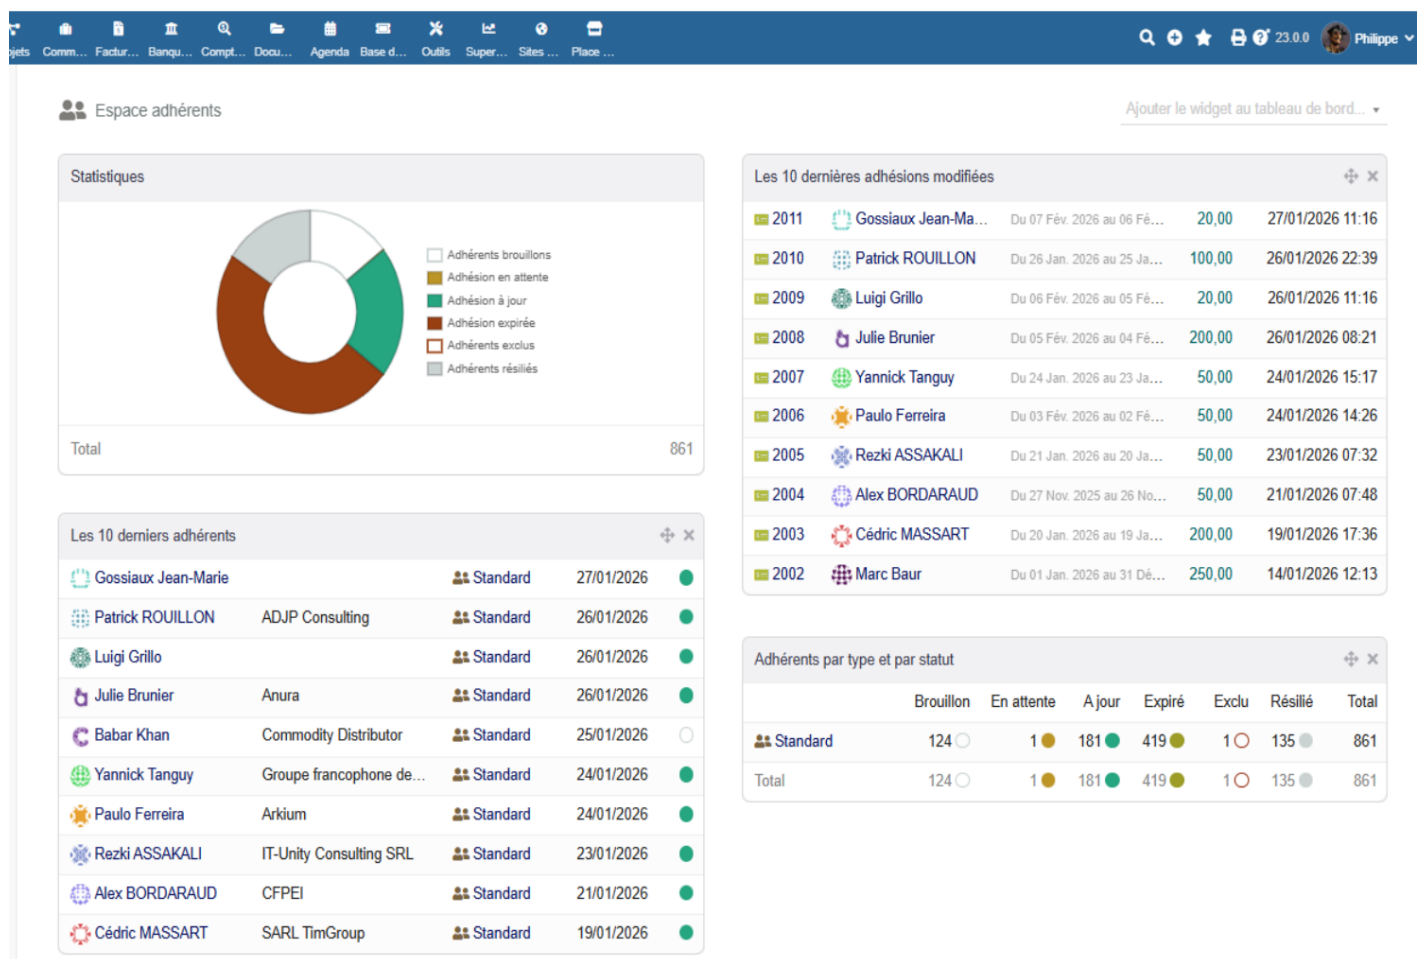 ojets Comm... Factur... Banqu... Compt... Docu... Agenda Base d... Outils Super... Sites ... Place ... 23.0.0 Philippe
Espace adhérents
Ajouter le widget au tableau de bord...
Statistiques
Adhérents brouillons
Adhésion en attente
Adhésion à jour
Adhésion expirée
Adhérents exclus
Adhérents résiliés
Total 861
Les 10 derniers adhérents
Gossiaux Jean-Marie Standard 27/01/2026
Patrick ROUILLON ADJP Consulting Standard 26/01/2026
Luigi Grillo Standard 26/01/2026
Julie Brunier Anura Standard 26/01/2026
Babar Khan Commodity Distributor Standard 25/01/2026
Yannick Tanguy Groupe francophone de... Standard 24/01/2026
Paulo Ferreira Arkium Standard 24/01/2026
Rezki ASSAKALI IT-Unity Consulting SRL Standard 23/01/2026
Alex BORDARAUD CFPEI Standard 21/01/2026
Cédric MASSART SARL TimGroup Standard 19/01/2026
Les 10 dernières adhésions modifiées
2011 Gossiaux Jean-Ma... Du 07 Fév. 2026 au 06 Fé... 20,00 27/01/2026 11:16
2010 Patrick ROUILLON Du 26 Jan. 2026 au 25 Ja... 100,00 26/01/2026 22:39
2009 Luigi Grillo Du 06 Fév. 2026 au 05 Fé... 20,00 26/01/2026 11:16
2008 Julie Brunier Du 05 Fév. 2026 au 04 Fé... 200,00 26/01/2026 08:21
2007 Yannick Tanguy Du 24 Jan. 2026 au 23 Ja... 50,00 24/01/2026 15:17
2006 Paulo Ferreira Du 03 Fév. 2026 au 02 Fé... 50,00 24/01/2026 14:26
2005 Rezki ASSAKALI Du 21 Jan. 2026 au 20 Ja... 50,00 23/01/2026 07:32
2004 Alex BORDARAUD Du 27 Nov. 2025 au 26 No... 50,00 21/01/2026 07:48
2003 Cédric MASSART Du 20 Jan. 2026 au 19 Ja... 200,00 19/01/2026 17:36
2002 Marc Baur Du 01 Jan. 2026 au 31 Dé... 250,00 14/01/2026 12:13
Adhérents par type et par statut
Brouillon En attente A jour Expiré Exclu Résilié Total
Standard 124 1 181 419 1 135 861
Total 124 1 181 419 1 135 861